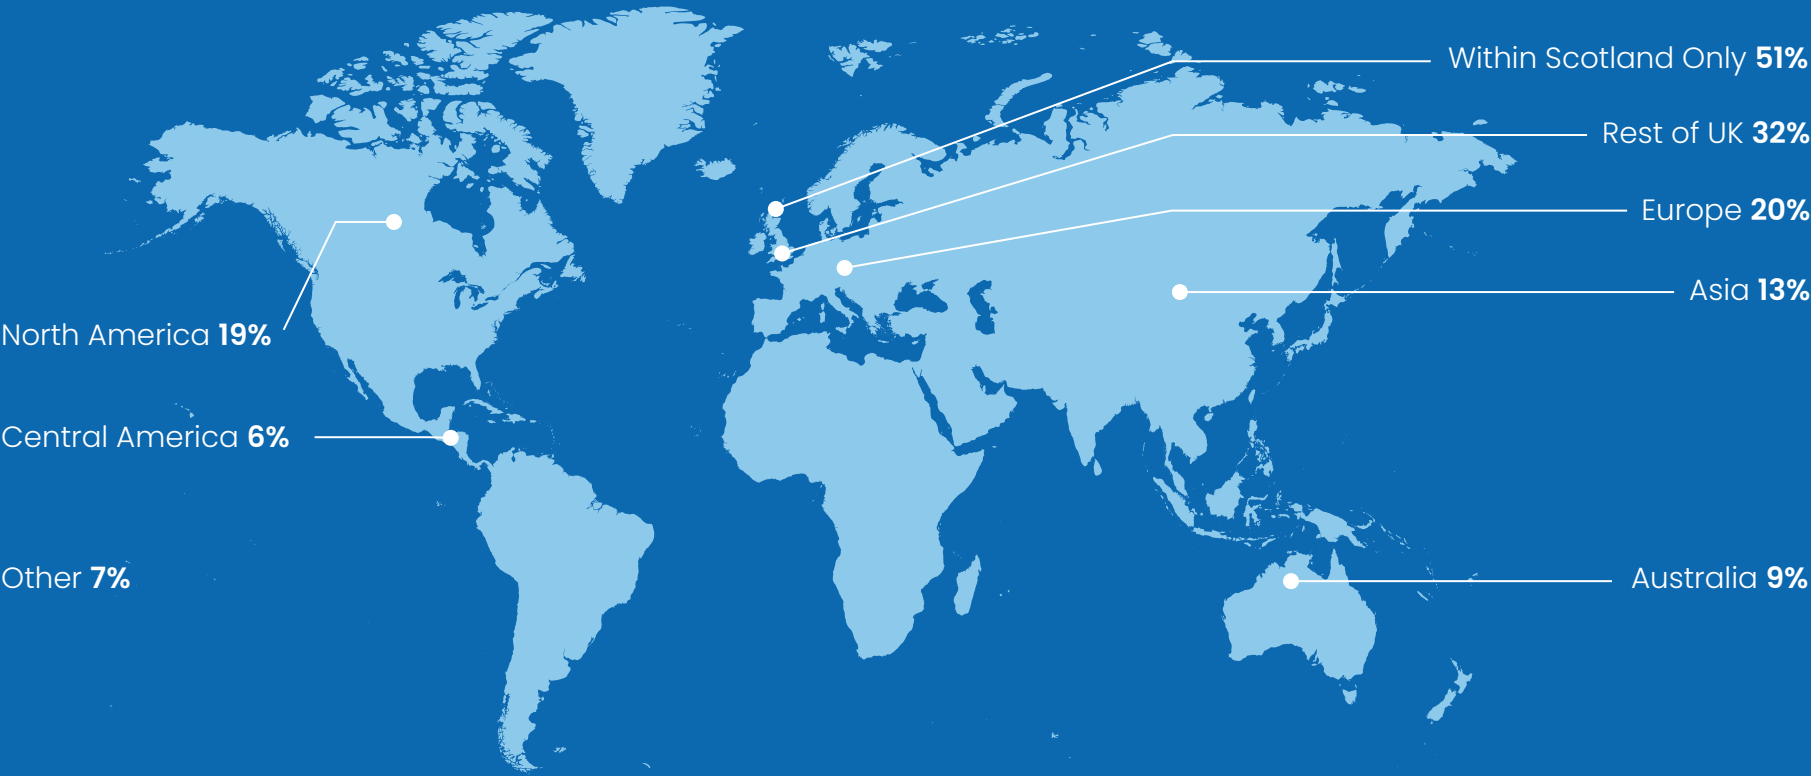 Within Scotland Only 51%
Rest of UK 32%
Europe 20%
Asia 13%
North America 19%
Central America 6%
Other 7%
Australia 9%